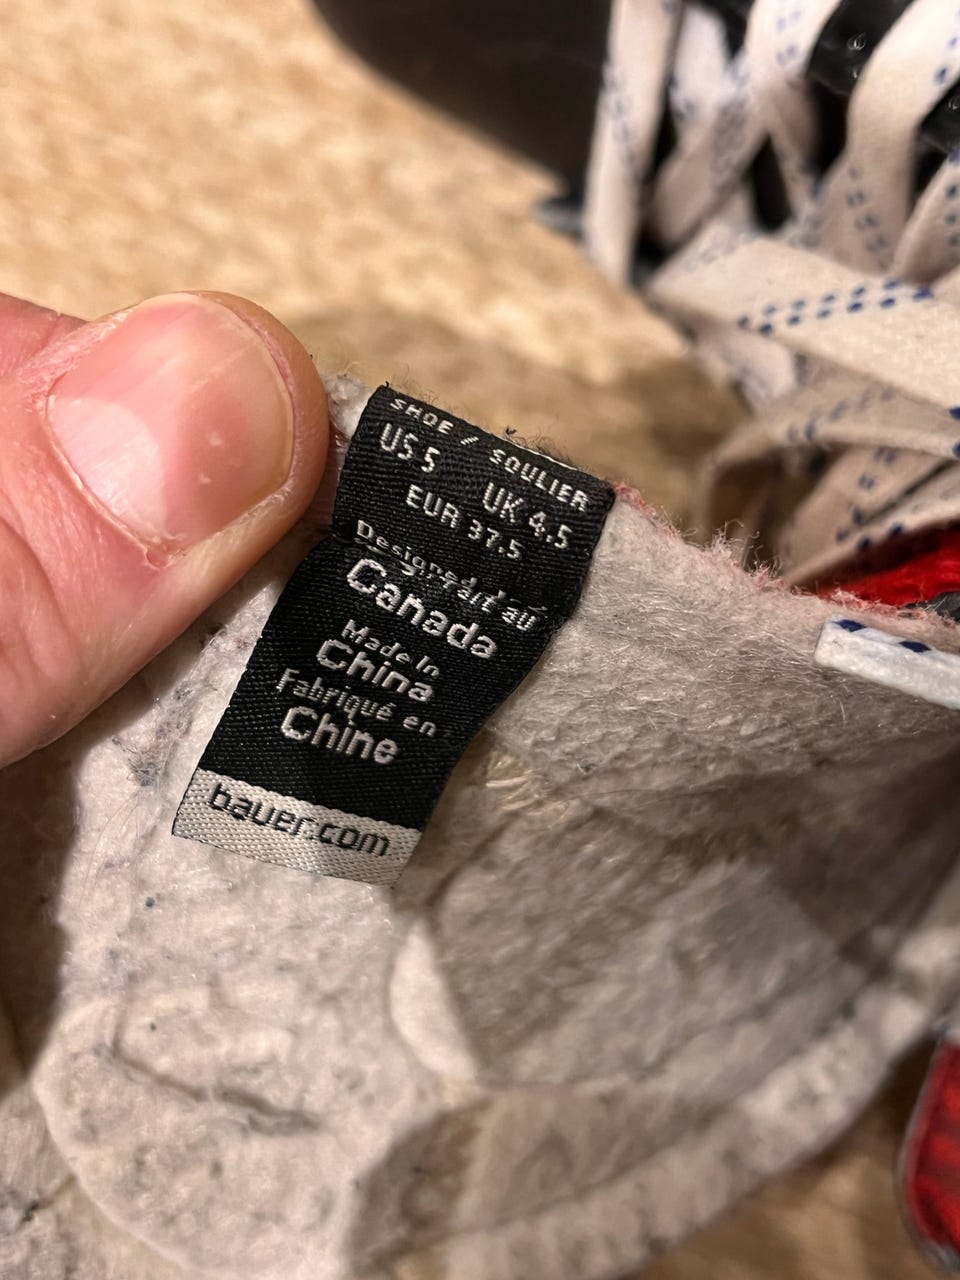 SHOE / SOULIER
US 5 UK 4.5
EUR 37.5
Canada
Made In
China
Fabriqué en
Chine
bauer.com